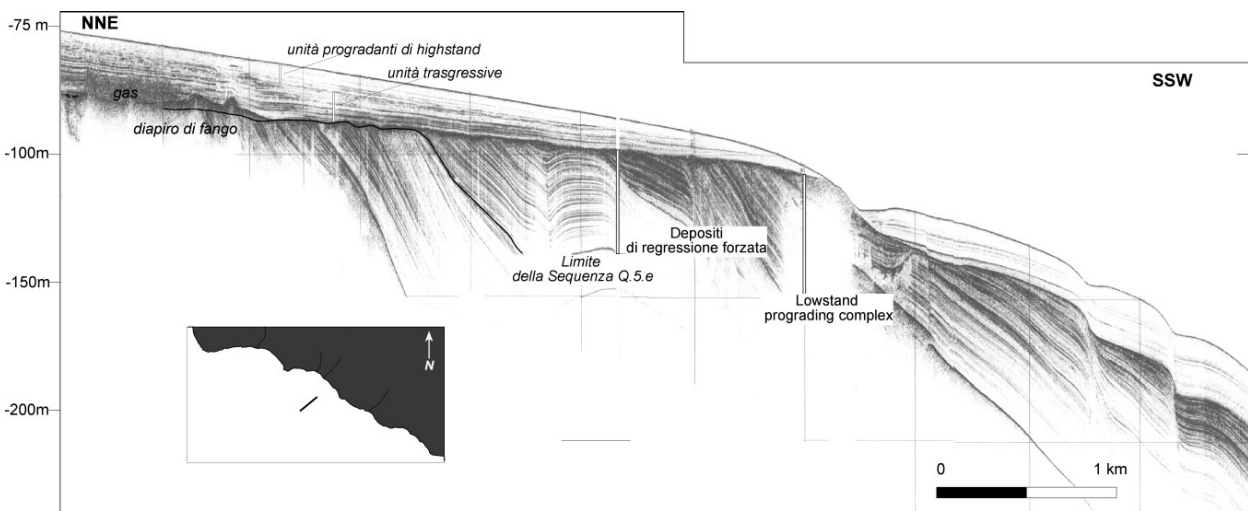 -75 m
NNE
unità progradanti di highstand
unità trasgressive
SSW
gas
diapiro di fango
-100m
Depositi
di regressione forzata
Limite
della Sequenza Q.5.e
-150m
Lowstand
prograding complex
N
-200m
0 1 km